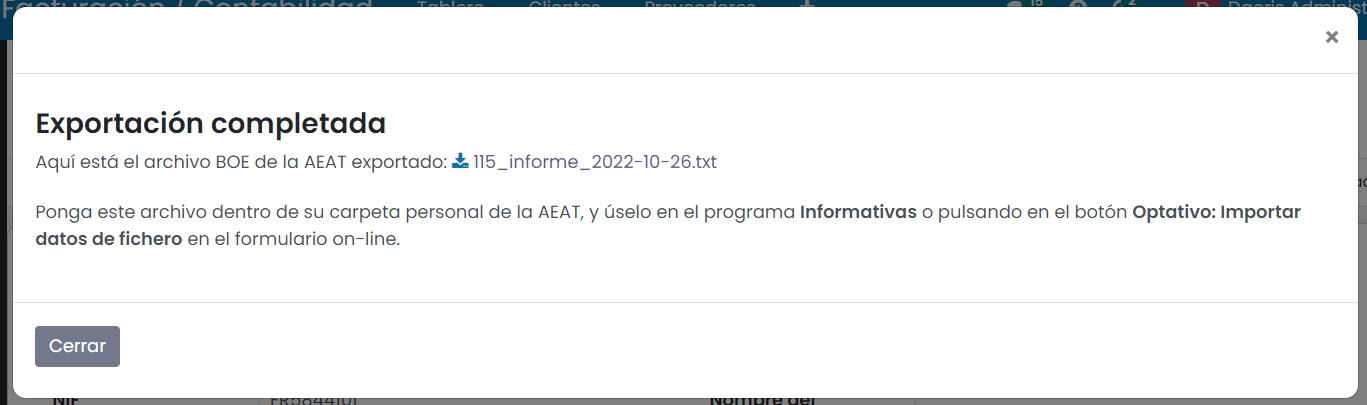 Facturación / Contabilidad Tablero Clientes Proveedores + 15 2 D
×
Exportación completada
Aquí está el archivo BOE de la AEAT exportado: 115_informe_2022-10-26.txt
Ponga este archivo dentro de su carpeta personal de la AEAT, y úselo en el programa Informativas o pulsando en el botón Optativo: Importar
datos de fichero en el formulario on-line.
Cerrar
NIF Nombre del